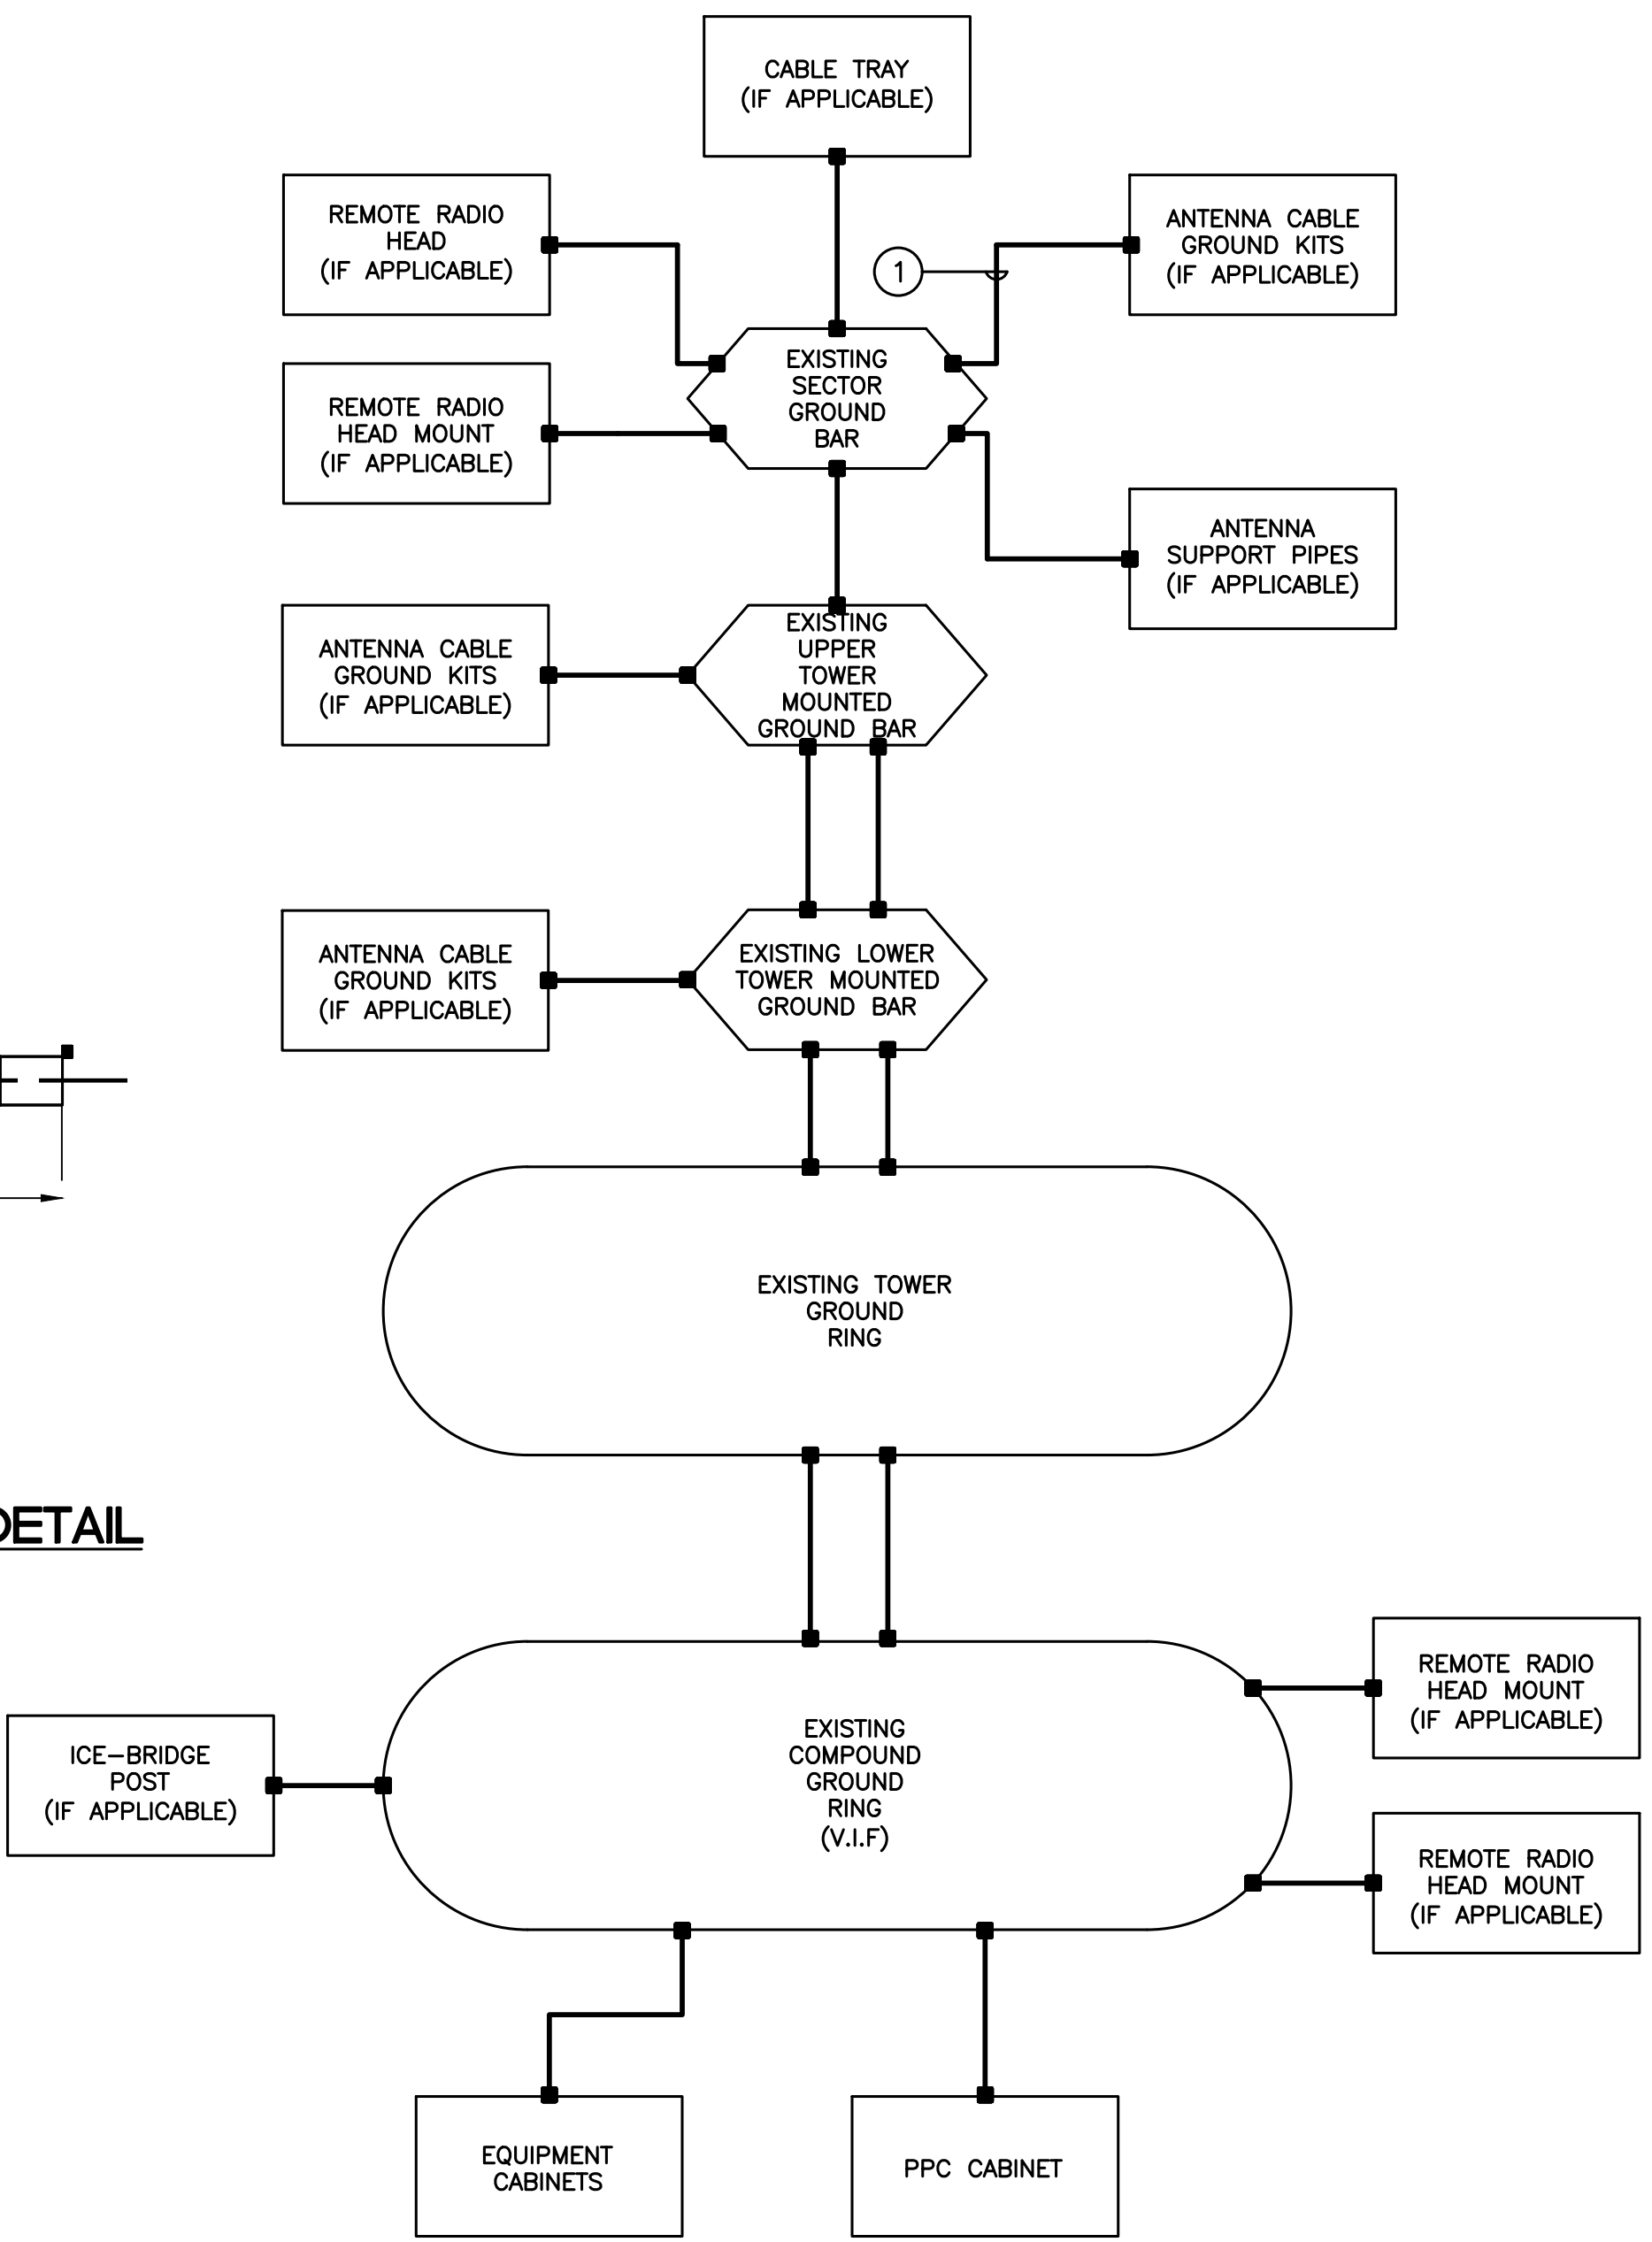 CABLE TRAY
(IF APPLICABLE)
REMOTE RADIO
HEAD
(IF APPLICABLE)
1
ANTENNA CABLE
GROUND KITS
(IF APPLICABLE)
REMOTE RADIO
HEAD MOUNT
(IF APPLICABLE)
EXISTING
SECTOR
GROUND
BAR
ANTENNA
SUPPORT PIPES
(IF APPLICABLE)
ANTENNA CABLE
GROUND KITS
(IF APPLICABLE)
EXISTING
UPPER
TOWER
MOUNTED
GROUND BAR
ANTENNA CABLE
GROUND KITS
(IF APPLICABLE)
EXISTING LOWER
TOWER MOUNTED
GROUND BAR
EXISTING TOWER
GROUND
RING
DETAIL
ICE-BRIDGE
POST
(IF APPLICABLE)
EXISTING
COMPOUND
GROUND
RING
(V.I.F)
REMOTE RADIO
HEAD MOUNT
(IF APPLICABLE)
REMOTE RADIO
HEAD MOUNT
(IF APPLICABLE)
EQUIPMENT
CABINETS
PPC CABINET